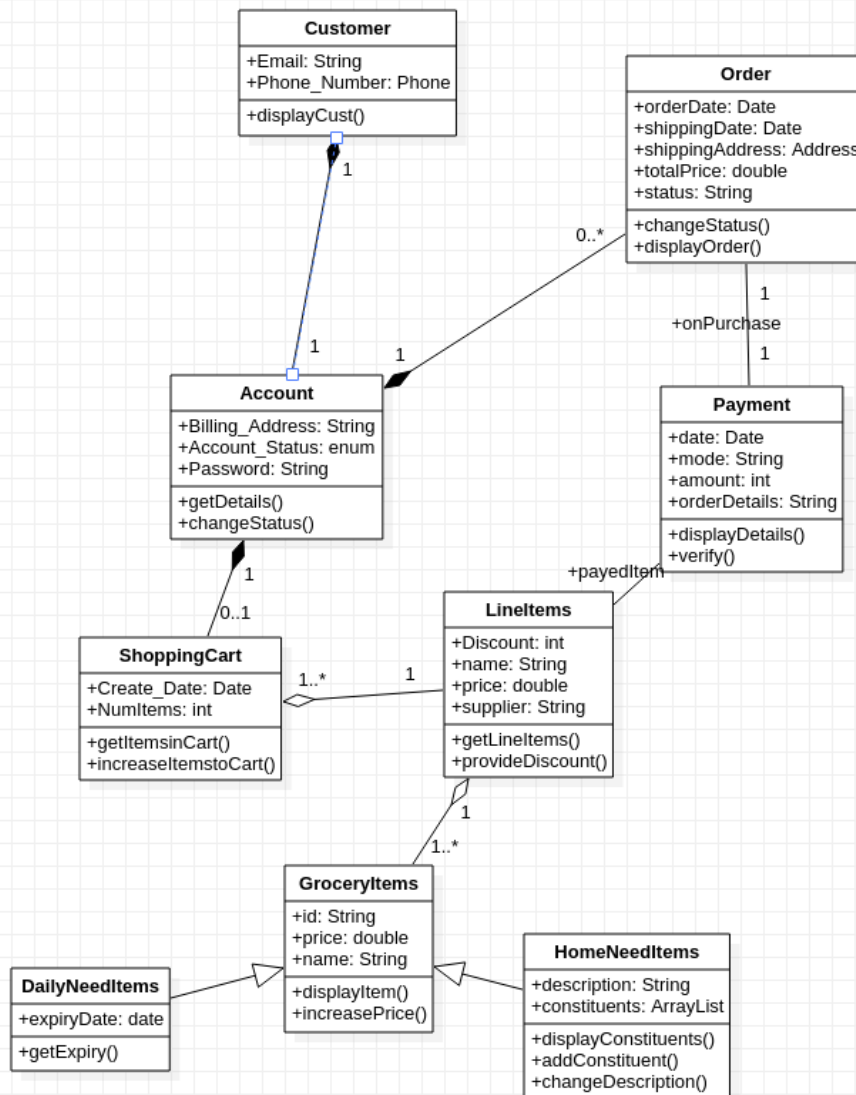 Customer
+Email: String
+Phone_Number: Phone
+displayCust()
1
1
Order
+orderDate: Date
+shippingDate: Date
+shippingAddress: Address
+totalPrice: double
+status: String
+changeStatus()
+displayOrder()
0..*
1
1
+onPurchase
1
Account
+Billing_Address: String
+Account_Status: enum
+Password: String
+getDetails()
+changeStatus()
1
0..1
Payment
+date: Date
+mode: String
+amount: int
+orderDetails: String
+displayDetails()
+verify()
+payedItem
LineItems
+Discount: int
+name: String
+price: double
+supplier: String
+getLineItems()
+provideDiscount()
ShoppingCart
+Create_Date: Date
+NumItems: int
+getItemsinCart()
+increaseItemstoCart()
1..*
1
1
1..*
GroceryItems
+id: String
+price: double
+name: String
+displayItem()
+increasePrice()
DailyNeedItems
+expiryDate: date
+getExpiry()
HomeNeedItems
+description: String
+constituents: ArrayList
+displayConstituents()
+addConstituent()
+changeDescription()